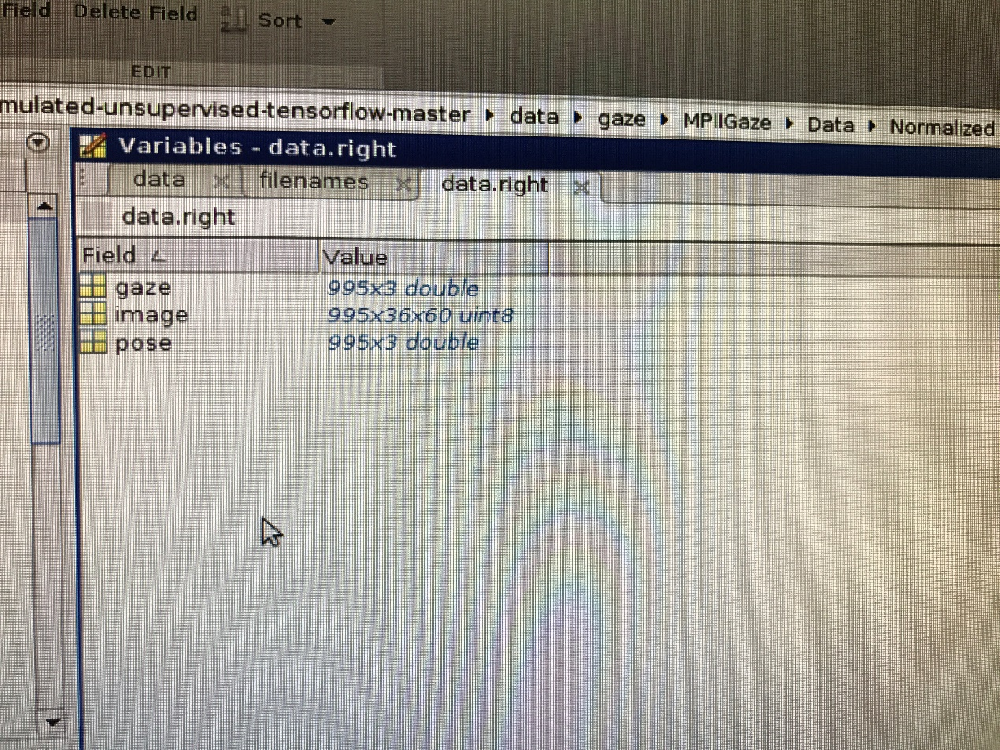 Field Delete Field Sort
EDIT
mulated-unsupervised-tensorflow-master data gaze MPIIGaze Data Normalized
Variables - data.right
data filenames data.right
data.right
Field Value
gaze 995x3 double
image 995x36x60 uint8
pose 995x3 double